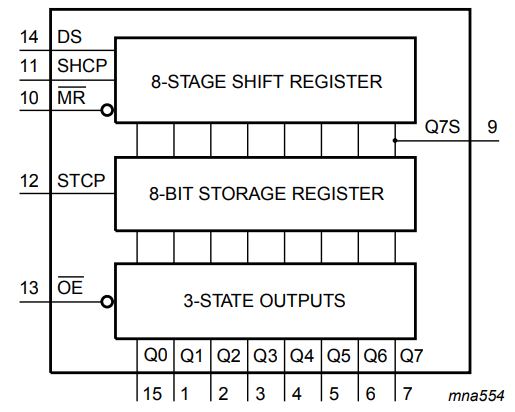 14 DS
11 SHCP
8-STAGE SHIFT REGISTER
10 M̅R̅
Q7S 9
12 STCP
8-BIT STORAGE REGISTER
13 O̅E̅
3-STATE OUTPUTS
Q0 Q1 Q2 Q3 Q4 Q5 Q6 Q7
15 1 2 3 4 5 6 7
mna554